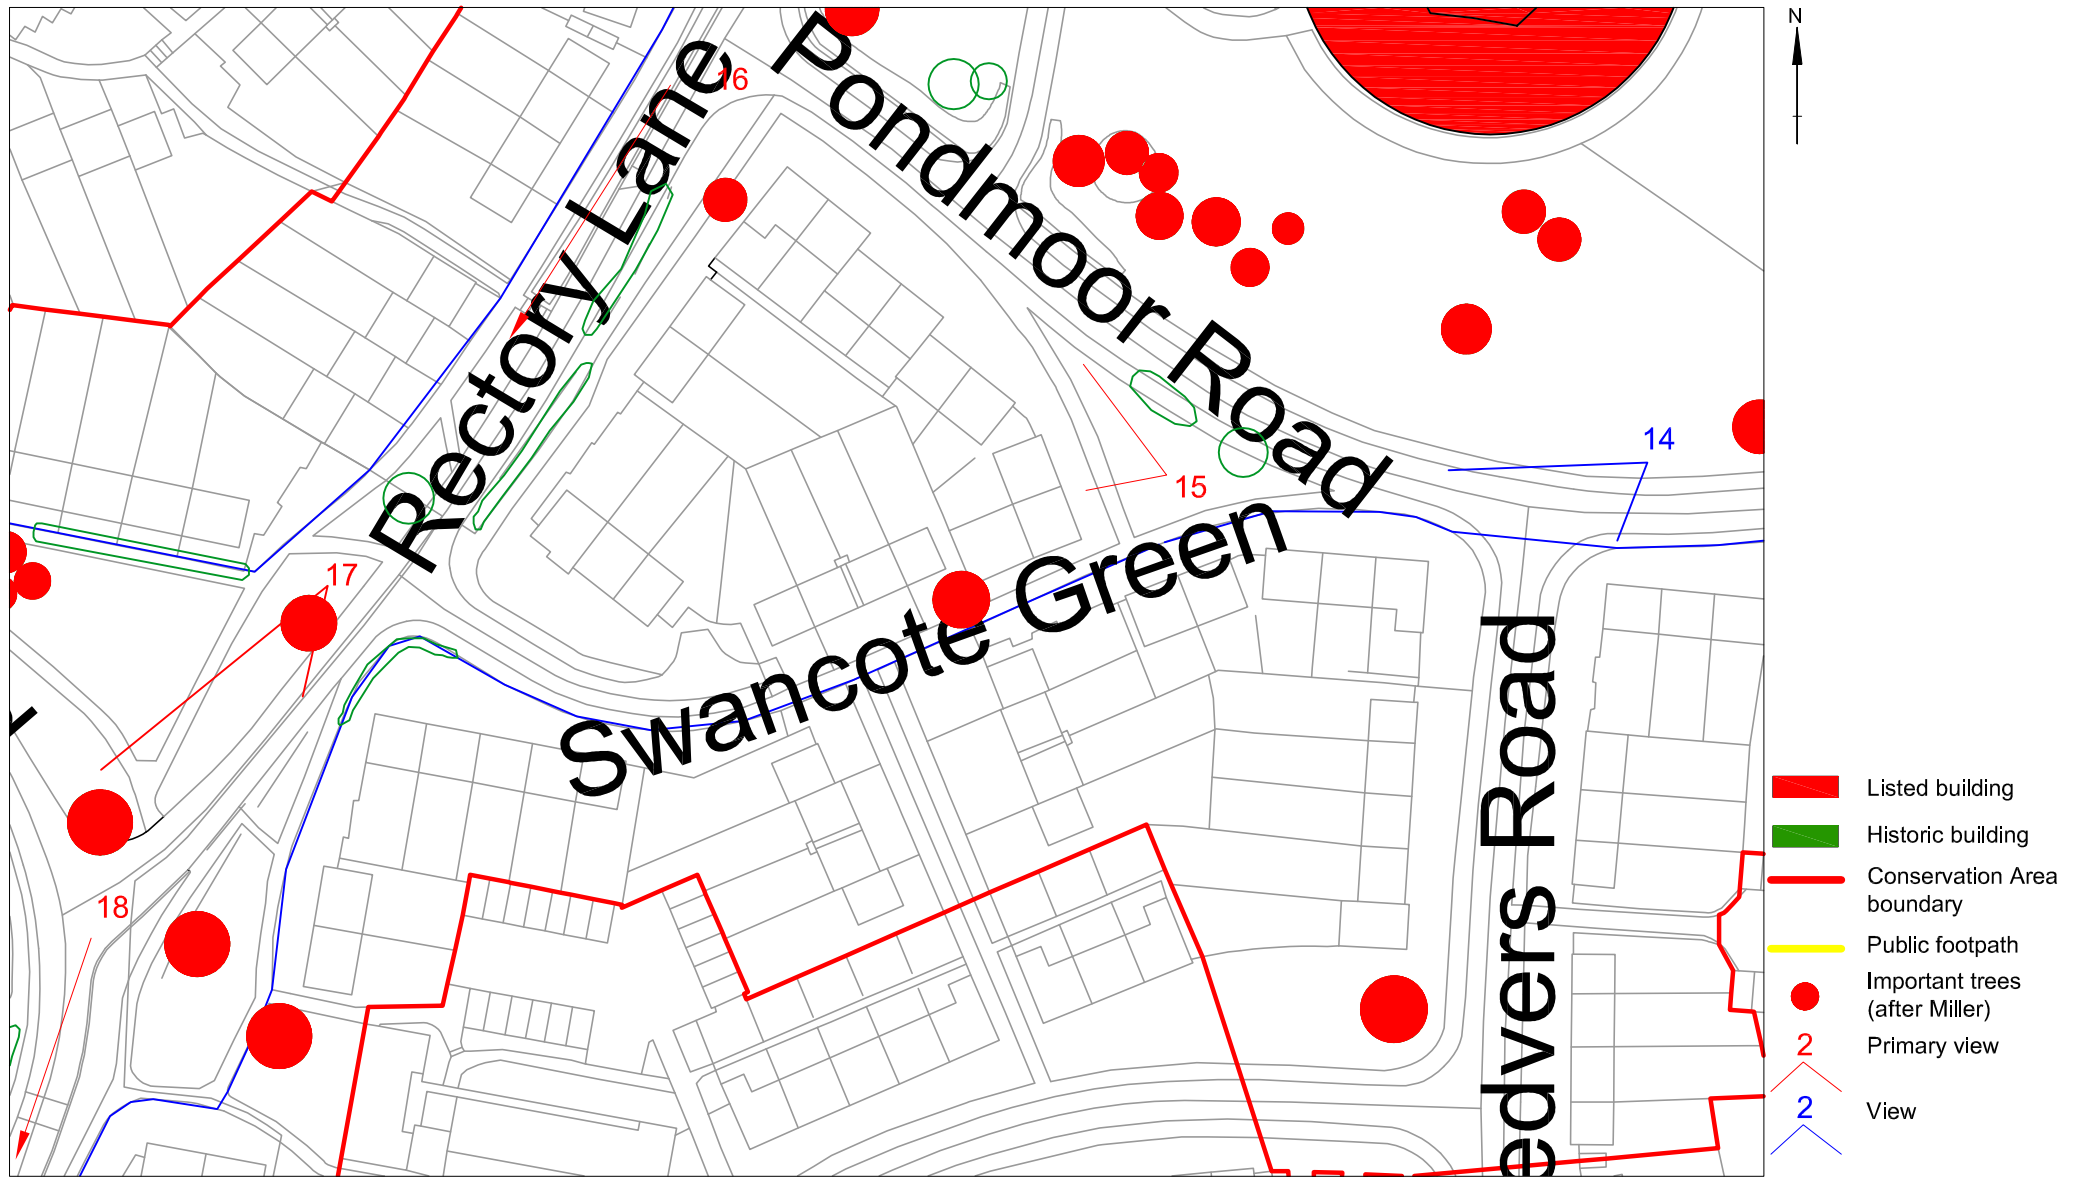 N
16
Rectory Lane
Pondmoor Road
14
15
17
Swancote Green
18
edvers Road
Listed building
Historic building
Conservation Area
boundary
Public footpath
Important trees
(after Miller)
2
Primary view
2
View